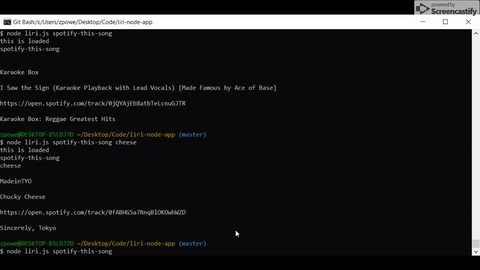 powered by
Screencastify
Git Bash:/c/Users/zpowe/Desktop/Code/liri-node-app
$ node liri.js spotify-this-song
this is loaded
spotify-this-song
Karaoke Box
I Saw the Sign (Karaoke Playback with Lead Vocals) [Made Famous by Ace of Base]
https://open.spotify.com/track/0jQYAjEb8atbTeLcnuGJTR
Karaoke Box: Reggae Greatest Hits
zpowe@DESKTOP-B5LDJ7D ~/Desktop/Code/liri-node-app (master)
$ node liri.js spotify-this-song cheese
this is loaded
spotify-this-song
cheese
MadeinTYO
Chucky Cheese
https://open.spotify.com/track/0fABHG5a7RnqBlOKOwhWZD
Sincerely, Tokyo
zpowe@DESKTOP-B5LDJ7D ~/Desktop/Code/liri-node-app (master)
$ node liri.js spotify-this-song